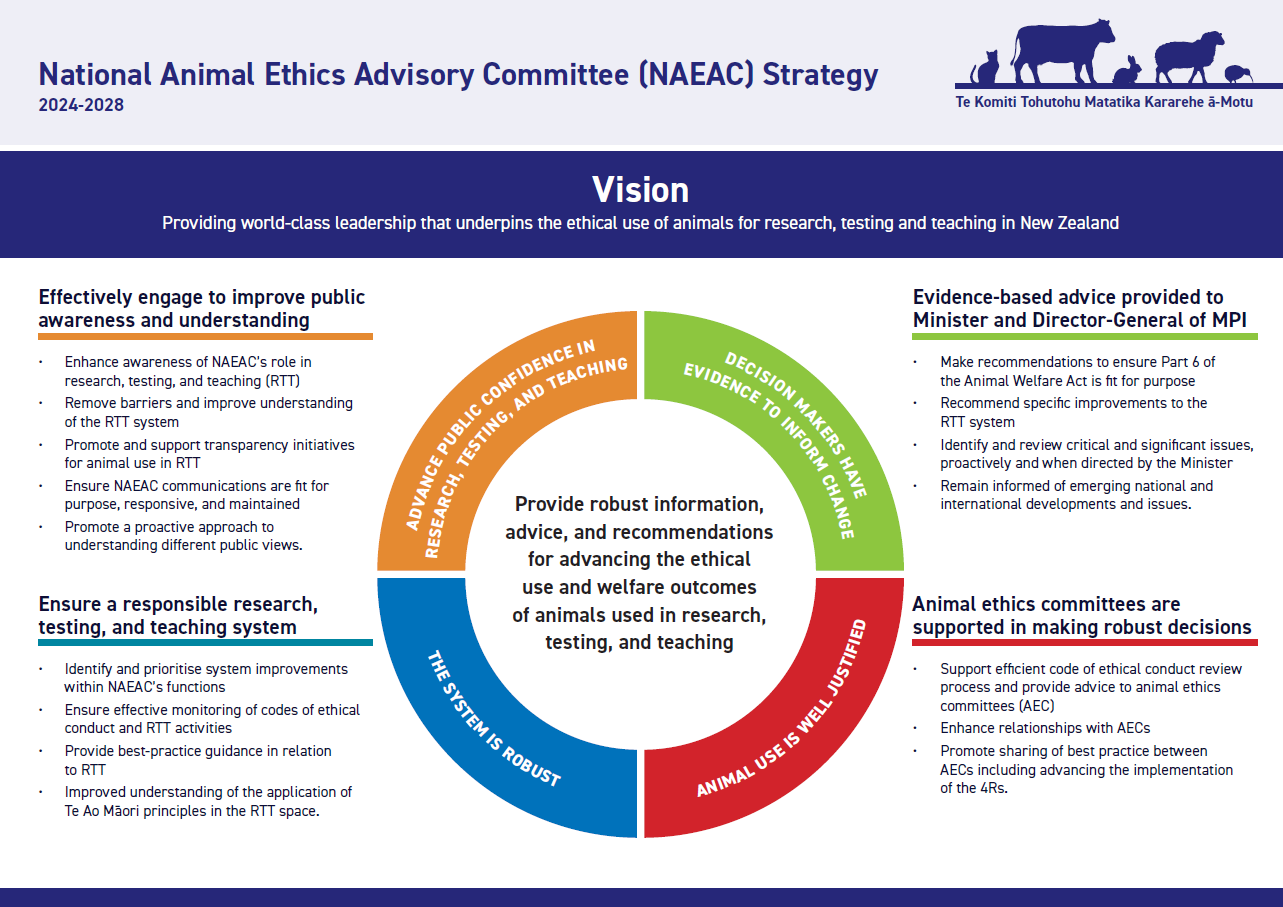 National Animal Ethics Advisory Committee (NAEAC) Strategy
2024-2028
Te Komiti Tohutohu Matatika Kararehe ā-Motu
Vision
Providing world-class leadership that underpins the ethical use of animals for research, testing and teaching in New Zealand
Effectively engage to improve public
awareness and understanding
· Enhance awareness of NAEAC's role in
research, testing, and teaching (RTT)
· Remove barriers and improve understanding
of the RTT system
· Promote and support transparency initiatives
for animal use in RTT
· Ensure NAEAC communications are fit for
purpose, responsive, and maintained
· Promote a proactive approach to
understanding different public views.
Ensure a responsible research,
testing, and teaching system
· Identify and prioritise system improvements
within NAEAC's functions
· Ensure effective monitoring of codes of ethical
conduct and RTT activities
· Provide best-practice guidance in relation
to RTT
· Improved understanding of the application of
Te Ao Māori principles in the RTT space.
ADVANCE PUBLIC CONFIDENCE IN
RESEARCH, TESTING, AND TEACHING
DECISION MAKERS HAVE
EVIDENCE TO INFORM CHANGE
THE SYSTEM IS ROBUST
ANIMAL USE IS WELL JUSTIFIED
Provide robust information,
advice, and recommendations
for advancing the ethical
use and welfare outcomes
of animals used in research,
testing, and teaching
Evidence-based advice provided to
Minister and Director-General of MPI
· Make recommendations to ensure Part 6 of
the Animal Welfare Act is fit for purpose
· Recommend specific improvements to the
RTT system
· Identify and review critical and significant issues,
proactively and when directed by the Minister
· Remain informed of emerging national and
international developments and issues.
Animal ethics committees are
supported in making robust decisions
· Support efficient code of ethical conduct review
process and provide advice to animal ethics
committees (AEC)
· Enhance relationships with AECs
· Promote sharing of best practice between
AECs including advancing the implementation
of the 4Rs.